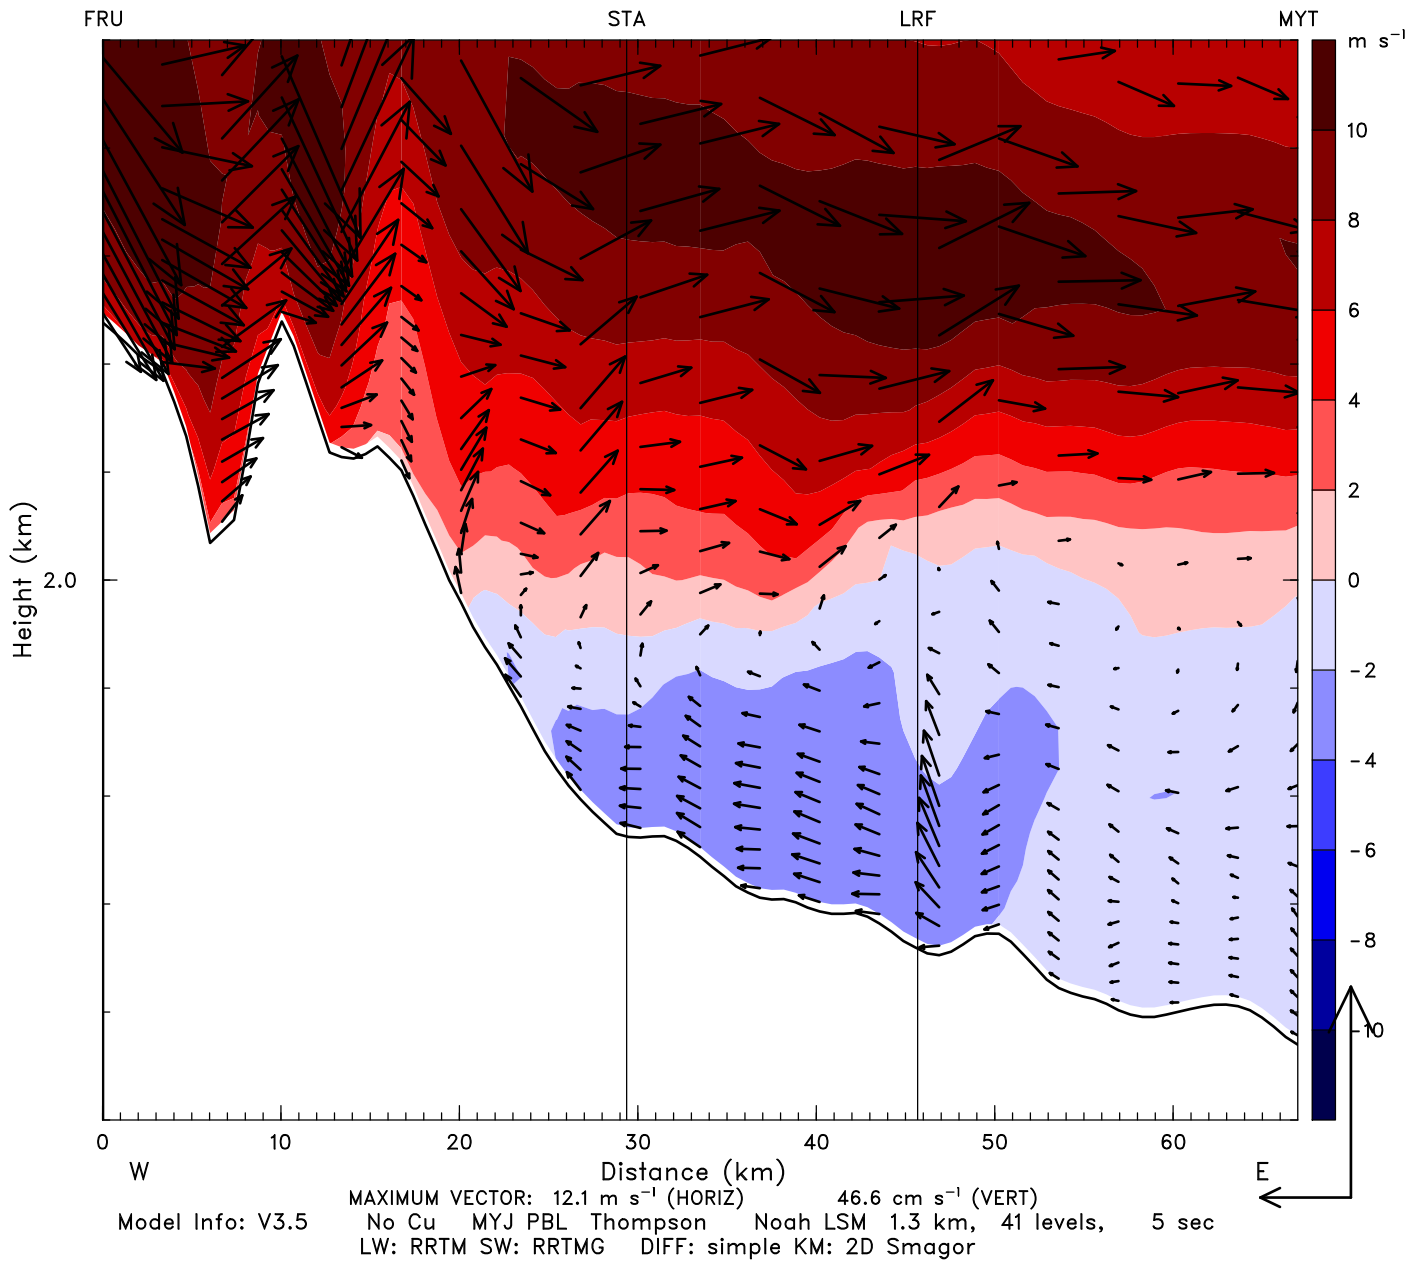 FRU STA LRF MYT
m s⁻¹
10
8
6
4
2
0
-2
-4
-6
-8
-10
Height (km)
2.0
0 10 20 30 40 50 60
W Distance (km) E
MAXIMUM VECTOR: 12.1 m s⁻¹ (HORIZ) 46.6 cm s⁻¹ (VERT)
Model Info: V3.5 No Cu MYJ PBL Thompson Noah LSM 1.3 km, 41 levels, 5 sec
LW: RRTM SW: RRTMG DIFF: simple KM: 2D Smagor